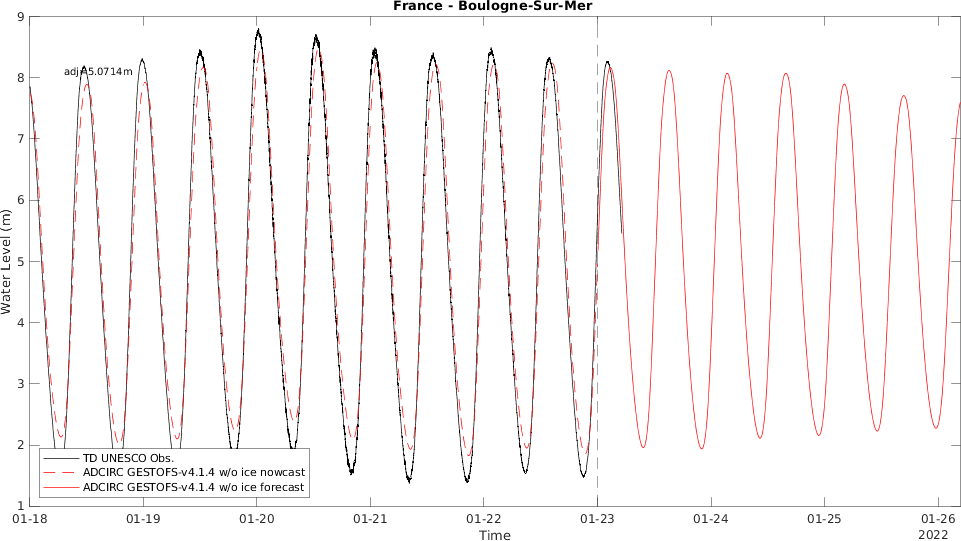 France - Boulogne-Sur-Mer
9
8
7
6
5
4
3
2
1
Water Level (m)
adj=5.0714m
TD UNESCO Obs.
ADCIRC GESTOFS-v4.1.4 w/o ice nowcast
ADCIRC GESTOFS-v4.1.4 w/o ice forecast
01-18 01-19 01-20 01-21 01-22 01-23 01-24 01-25 01-26
Time 2022